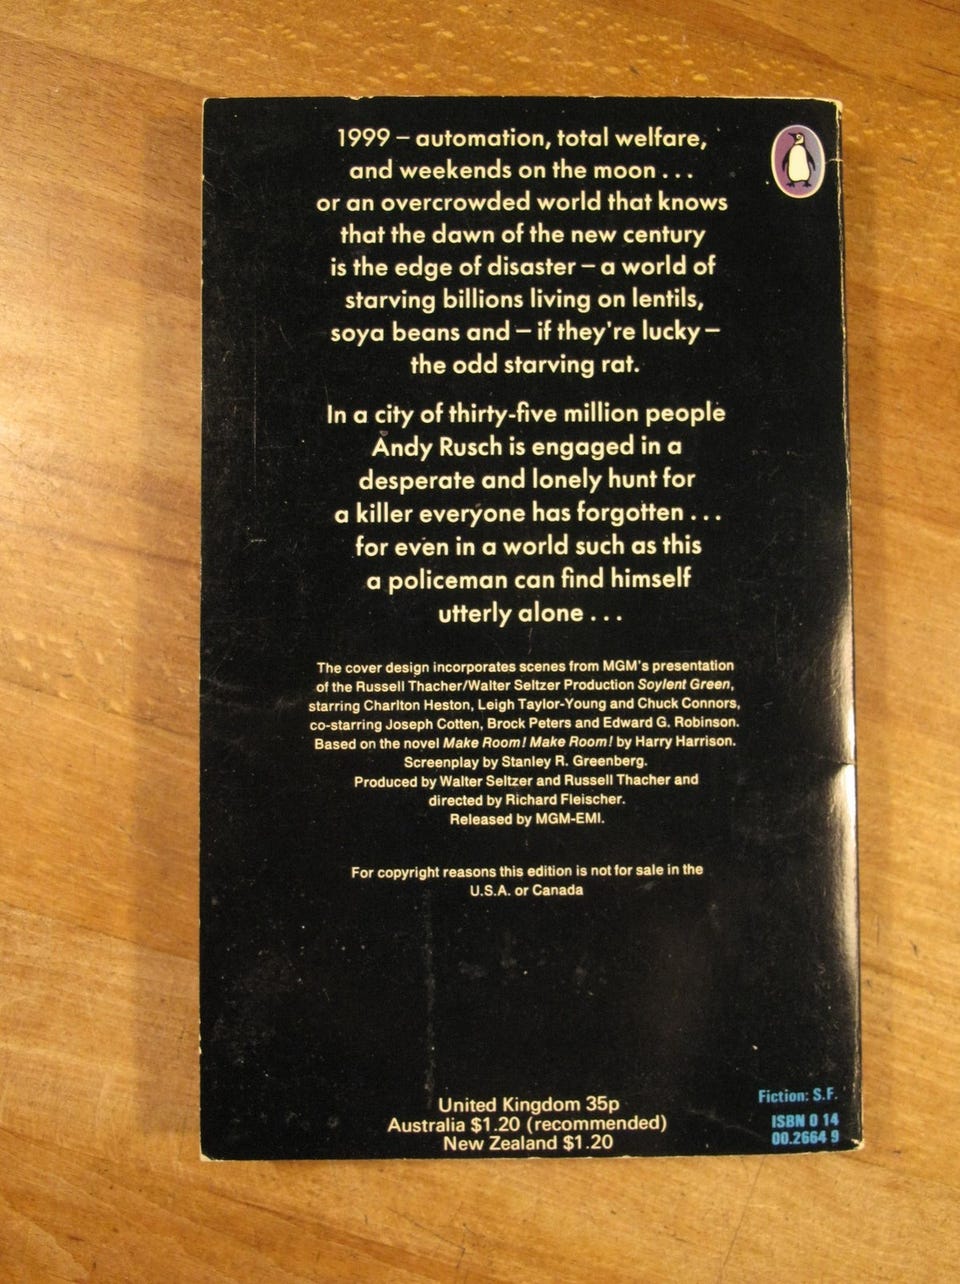 1999 – automation, total welfare,
and weekends on the moon . . .
or an overcrowded world that knows
that the dawn of the new century
is the edge of disaster – a world of
starving billions living on lentils,
soya beans and – if they're lucky –
the odd starving rat.
In a city of thirty-five million people
Andy Rusch is engaged in a
desperate and lonely hunt for
a killer everyone has forgotten . . .
for even in a world such as this
a policeman can find himself
utterly alone . . .
The cover design incorporates scenes from MGM's presentation
of the Russell Thacher/Walter Seltzer Production Soylent Green,
starring Charlton Heston, Leigh Taylor-Young and Chuck Connors,
co-starring Joseph Cotten, Brock Peters and Edward G. Robinson.
Based on the novel Make Room! Make Room! by Harry Harrison.
Screenplay by Stanley R. Greenberg.
Produced by Walter Seltzer and Russell Thacher and
directed by Richard Fleischer.
Released by MGM-EMI.
For copyright reasons this edition is not for sale in the
U.S.A. or Canada
United Kingdom 35p
Australia $1.20 (recommended)
New Zealand $1.20
Fiction: S.F.
ISBN 0 14
00.2664 9